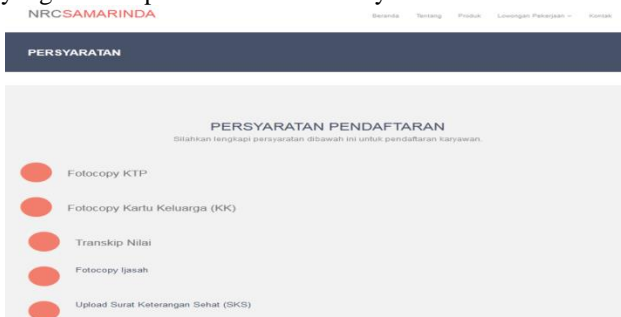 NRCSAMARINDA
Beranda Tentang Produk Lowongan Pekerjaan Kontak
PERSYARATAN
PERSYARATAN PENDAFTARAN
Silahkan lengkapi persyaratan dibawah ini untuk pendaftaran karyawan.
Fotocopy KTP
Fotocopy Kartu Keluarga (KK)
Transkip Nilai
Fotocopy Ijasah
Upload Surat Keterangan Sehat (SKS)